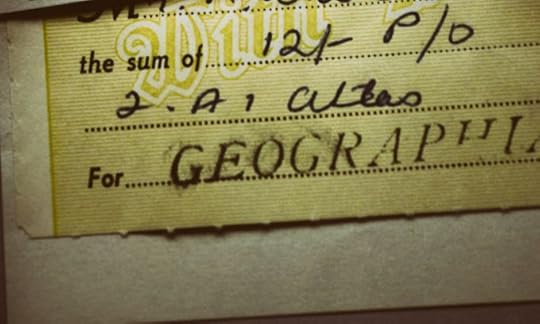 the sum of 12/- P/O
2. A1 Atlas
For GEOGRAPHIA